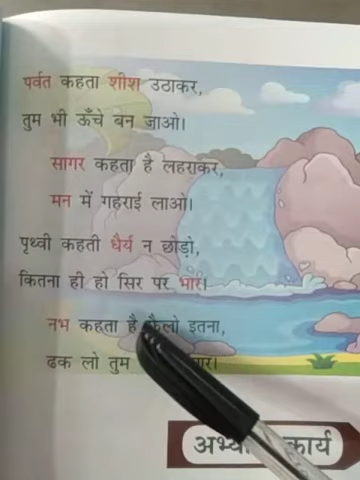 पर्वत कहता शीश उठाकर,
तुम भी ऊँचे बन जाओ।
सागर कहता है लहराकर,
मन में गहराई लाओ।
पृथ्वी कहती धैर्य न छोड़ो,
कितना ही हो सिर पर भार।
नभ कहता है फैलो इतना,
ढक लो तुम